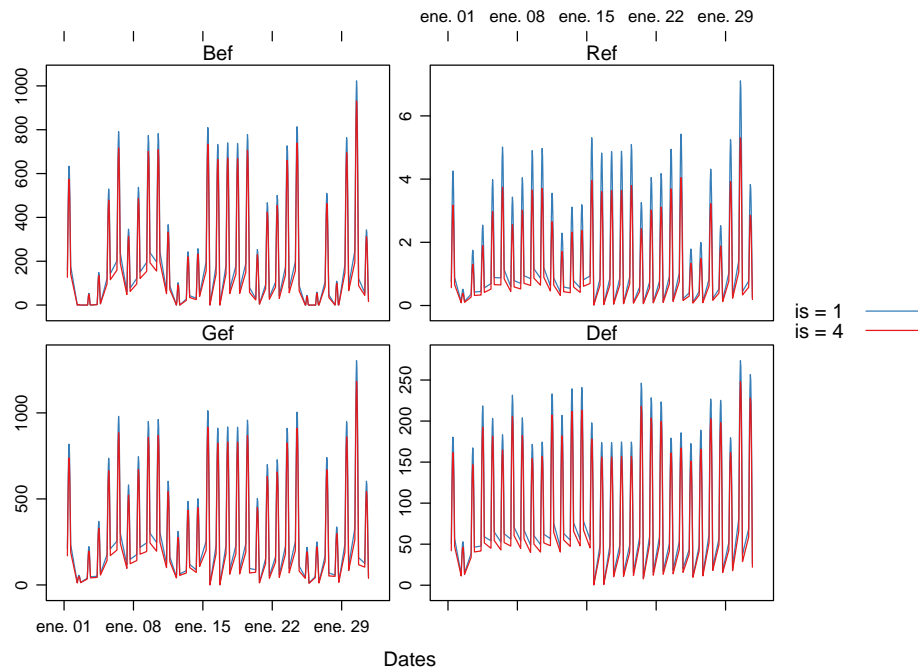 ene. 01 ene. 08 ene. 15 ene. 22 ene. 29
Bef Ref
0 200 400 600 800 1000
0 2 4 6
is = 1
is = 4
Gef Def
0 500 1000
0 50 100 150 200 250
ene. 01 ene. 08 ene. 15 ene. 22 ene. 29
Dates